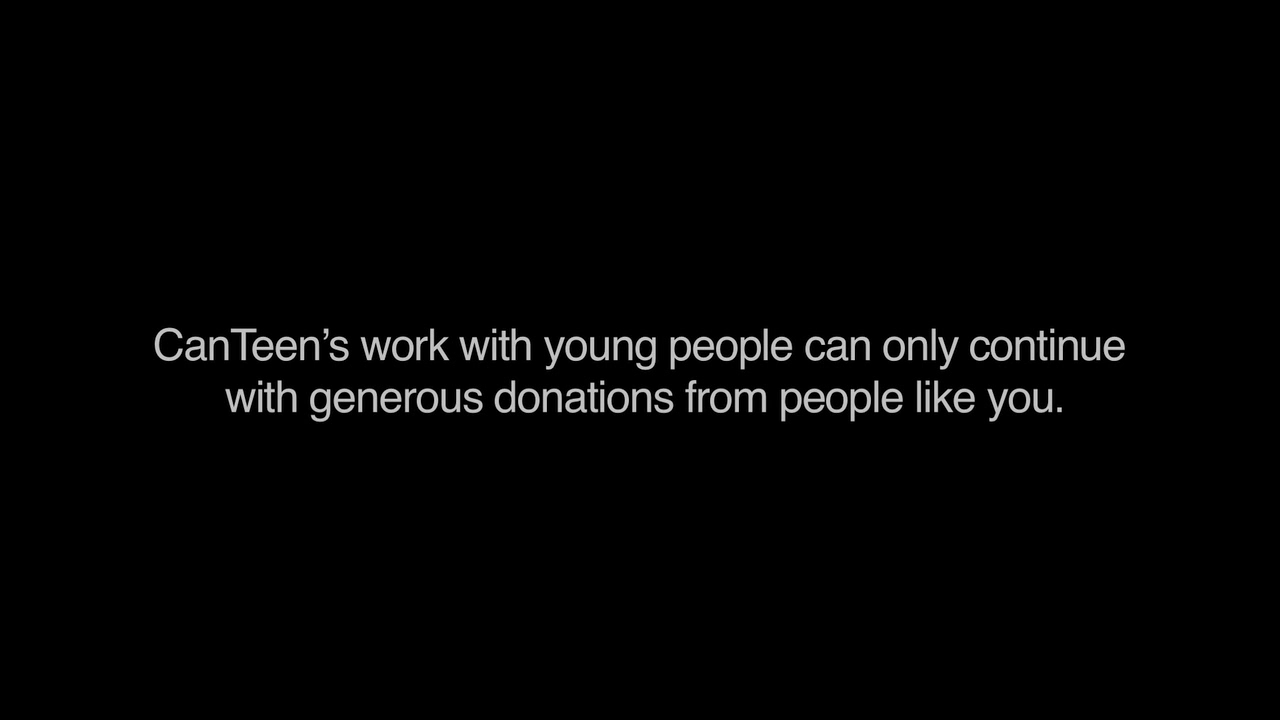 CanTeen’s work with young people can only continue
with generous donations from people like you.